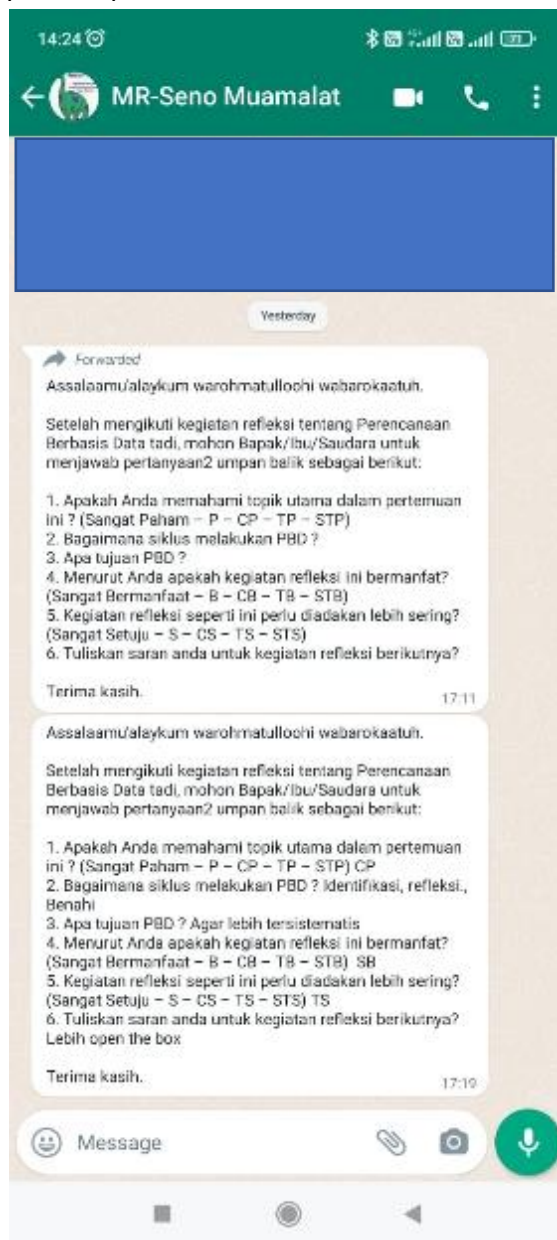 14:24
MR-Seno Muamalat
Yesterday
Forwarded
Assalaamu'alaykum warohmatulloohi wabarokaatuh.
Setelah mengikuti kegiatan refleksi tentang Perencanaan
Berbasis Data tadi, mohon Bapak/Ibu/Saudara untuk
menjawab pertanyaan2 umpan balik sebagai berikut:
1. Apakah Anda memahami topik utama dalam pertemuan
ini ? (Sangat Paham – P – CP – TP – STP)
2. Bagaimana siklus melakukan PBD ?
3. Apa tujuan PBD ?
4. Menurut Anda apakah kegiatan refleksi ini bermanfat?
(Sangat Bermanfaat – B – CB – TB – STB)
5. Kegiatan refleksi seperti ini perlu diadakan lebih sering?
(Sangat Setuju – S – CS – TS – STS)
6. Tuliskan saran anda untuk kegiatan refleksi berikutnya?
Terima kasih.
17:11
Assalaamu'alaykum warohmatulloohi wabarokaatuh.
Setelah mengikuti kegiatan refleksi tentang Perencanaan
Berbasis Data tadi, mohon Bapak/Ibu/Saudara untuk
menjawab pertanyaan2 umpan balik sebagai berikut:
1. Apakah Anda memahami topik utama dalam pertemuan
ini ? (Sangat Paham – P – CP – TP – STP) CP
2. Bagaimana siklus melakukan PBD ? Identifikasi, refleksi.,
Benahi
3. Apa tujuan PBD ? Agar lebih tersistematis
4. Menurut Anda apakah kegiatan refleksi ini bermanfat?
(Sangat Bermanfaat – B – CB – TB – STB) SB
5. Kegiatan refleksi seperti ini perlu diadakan lebih sering?
(Sangat Setuju – S – CS – TS – STS) TS
6. Tuliskan saran anda untuk kegiatan refleksi berikutnya?
Lebih open the box
Terima kasih.
17:19
Message